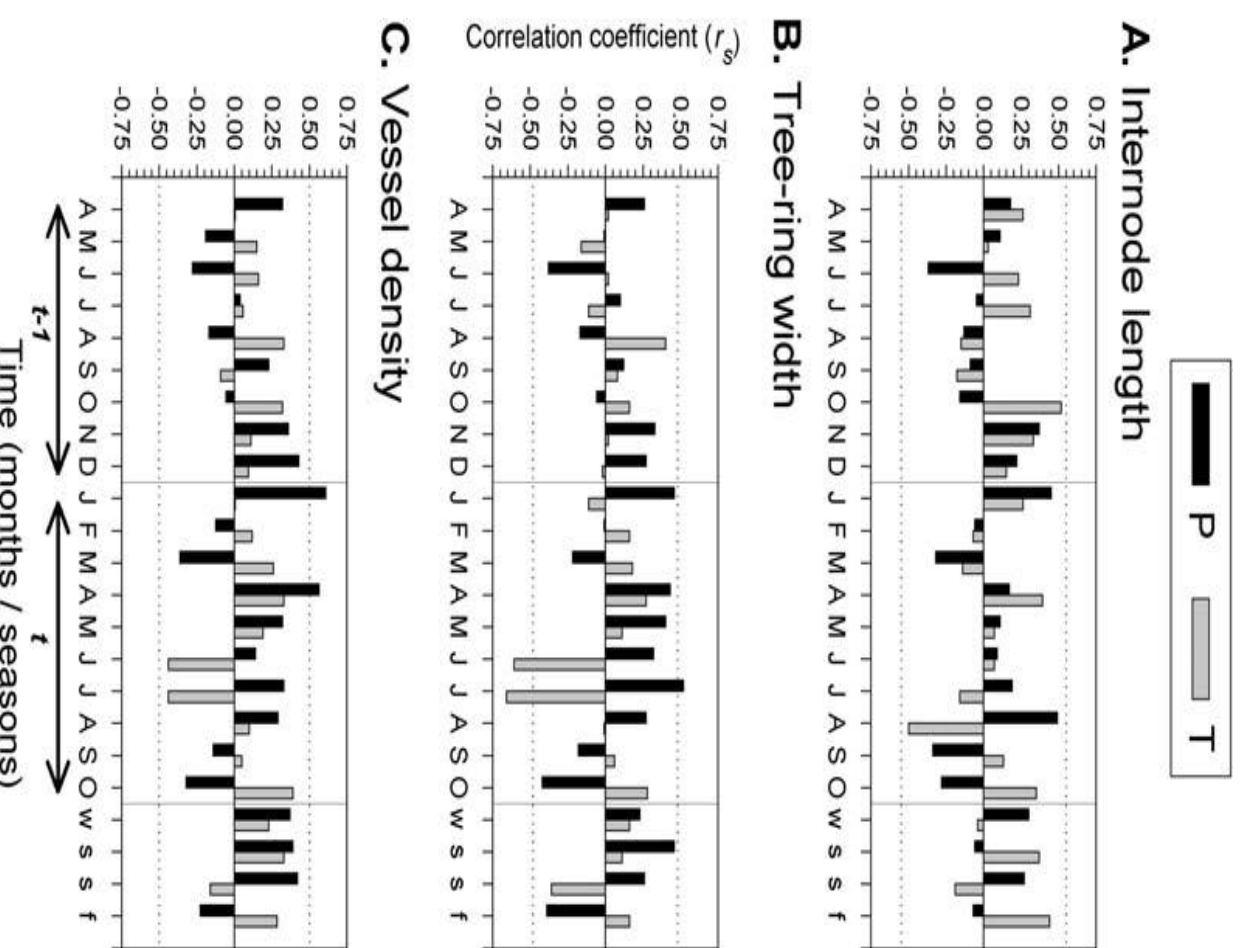 P T
A. Internode length
0.75
0.50
0.25
0.00
-0.25
-0.50
-0.75
A M J J A S O N D J F M A M J J A S O w s s f
B. Tree-ring width
Correlation coefficient (rs)
0.75
0.50
0.25
0.00
-0.25
-0.50
-0.75
A M J J A S O N D J F M A M J J A S O w s s f
C. Vessel density
0.75
0.50
0.25
0.00
-0.25
-0.50
-0.75
A M J J A S O N D J F M A M J J A S O w s s f
t-1 t
Time (months / seasons)